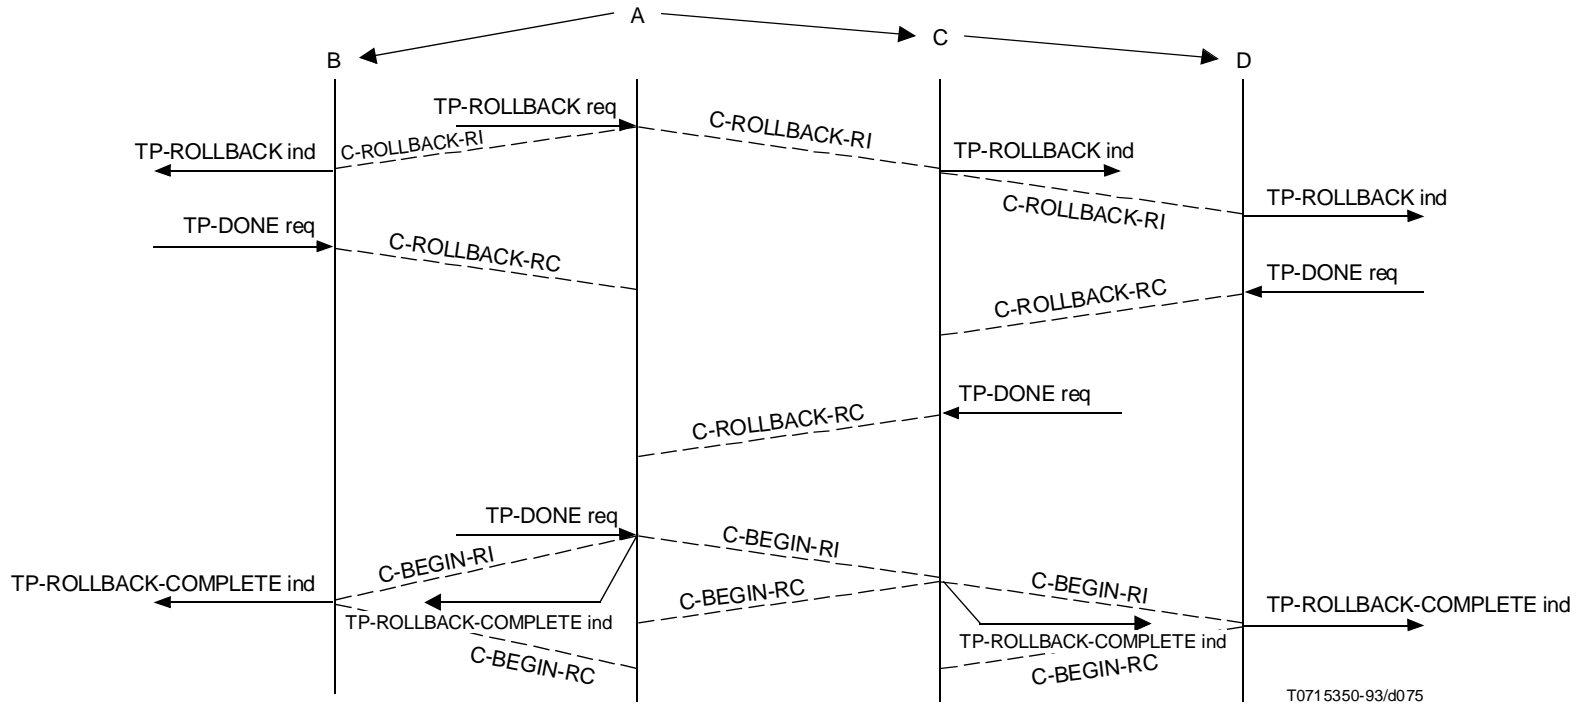 A
C
B
D
TP-ROLLBACK req
C-ROLLBACK-RI
C-ROLLBACK-RI
TP-ROLLBACK ind
TP-ROLLBACK ind
TP-ROLLBACK ind
C-ROLLBACK-RI
TP-DONE req
C-ROLLBACK-RC
TP-DONE req
C-ROLLBACK-RC
TP-DONE req
C-ROLLBACK-RC
TP-DONE req
C-BEGIN-RI
C-BEGIN-RI
C-BEGIN-RI
TP-ROLLBACK-COMPLETE ind
C-BEGIN-RC
TP-ROLLBACK-COMPLETE ind
TP-ROLLBACK-COMPLETE ind
TP-ROLLBACK-COMPLETE ind
C-BEGIN-RC
C-BEGIN-RC
T0715350-93/d075